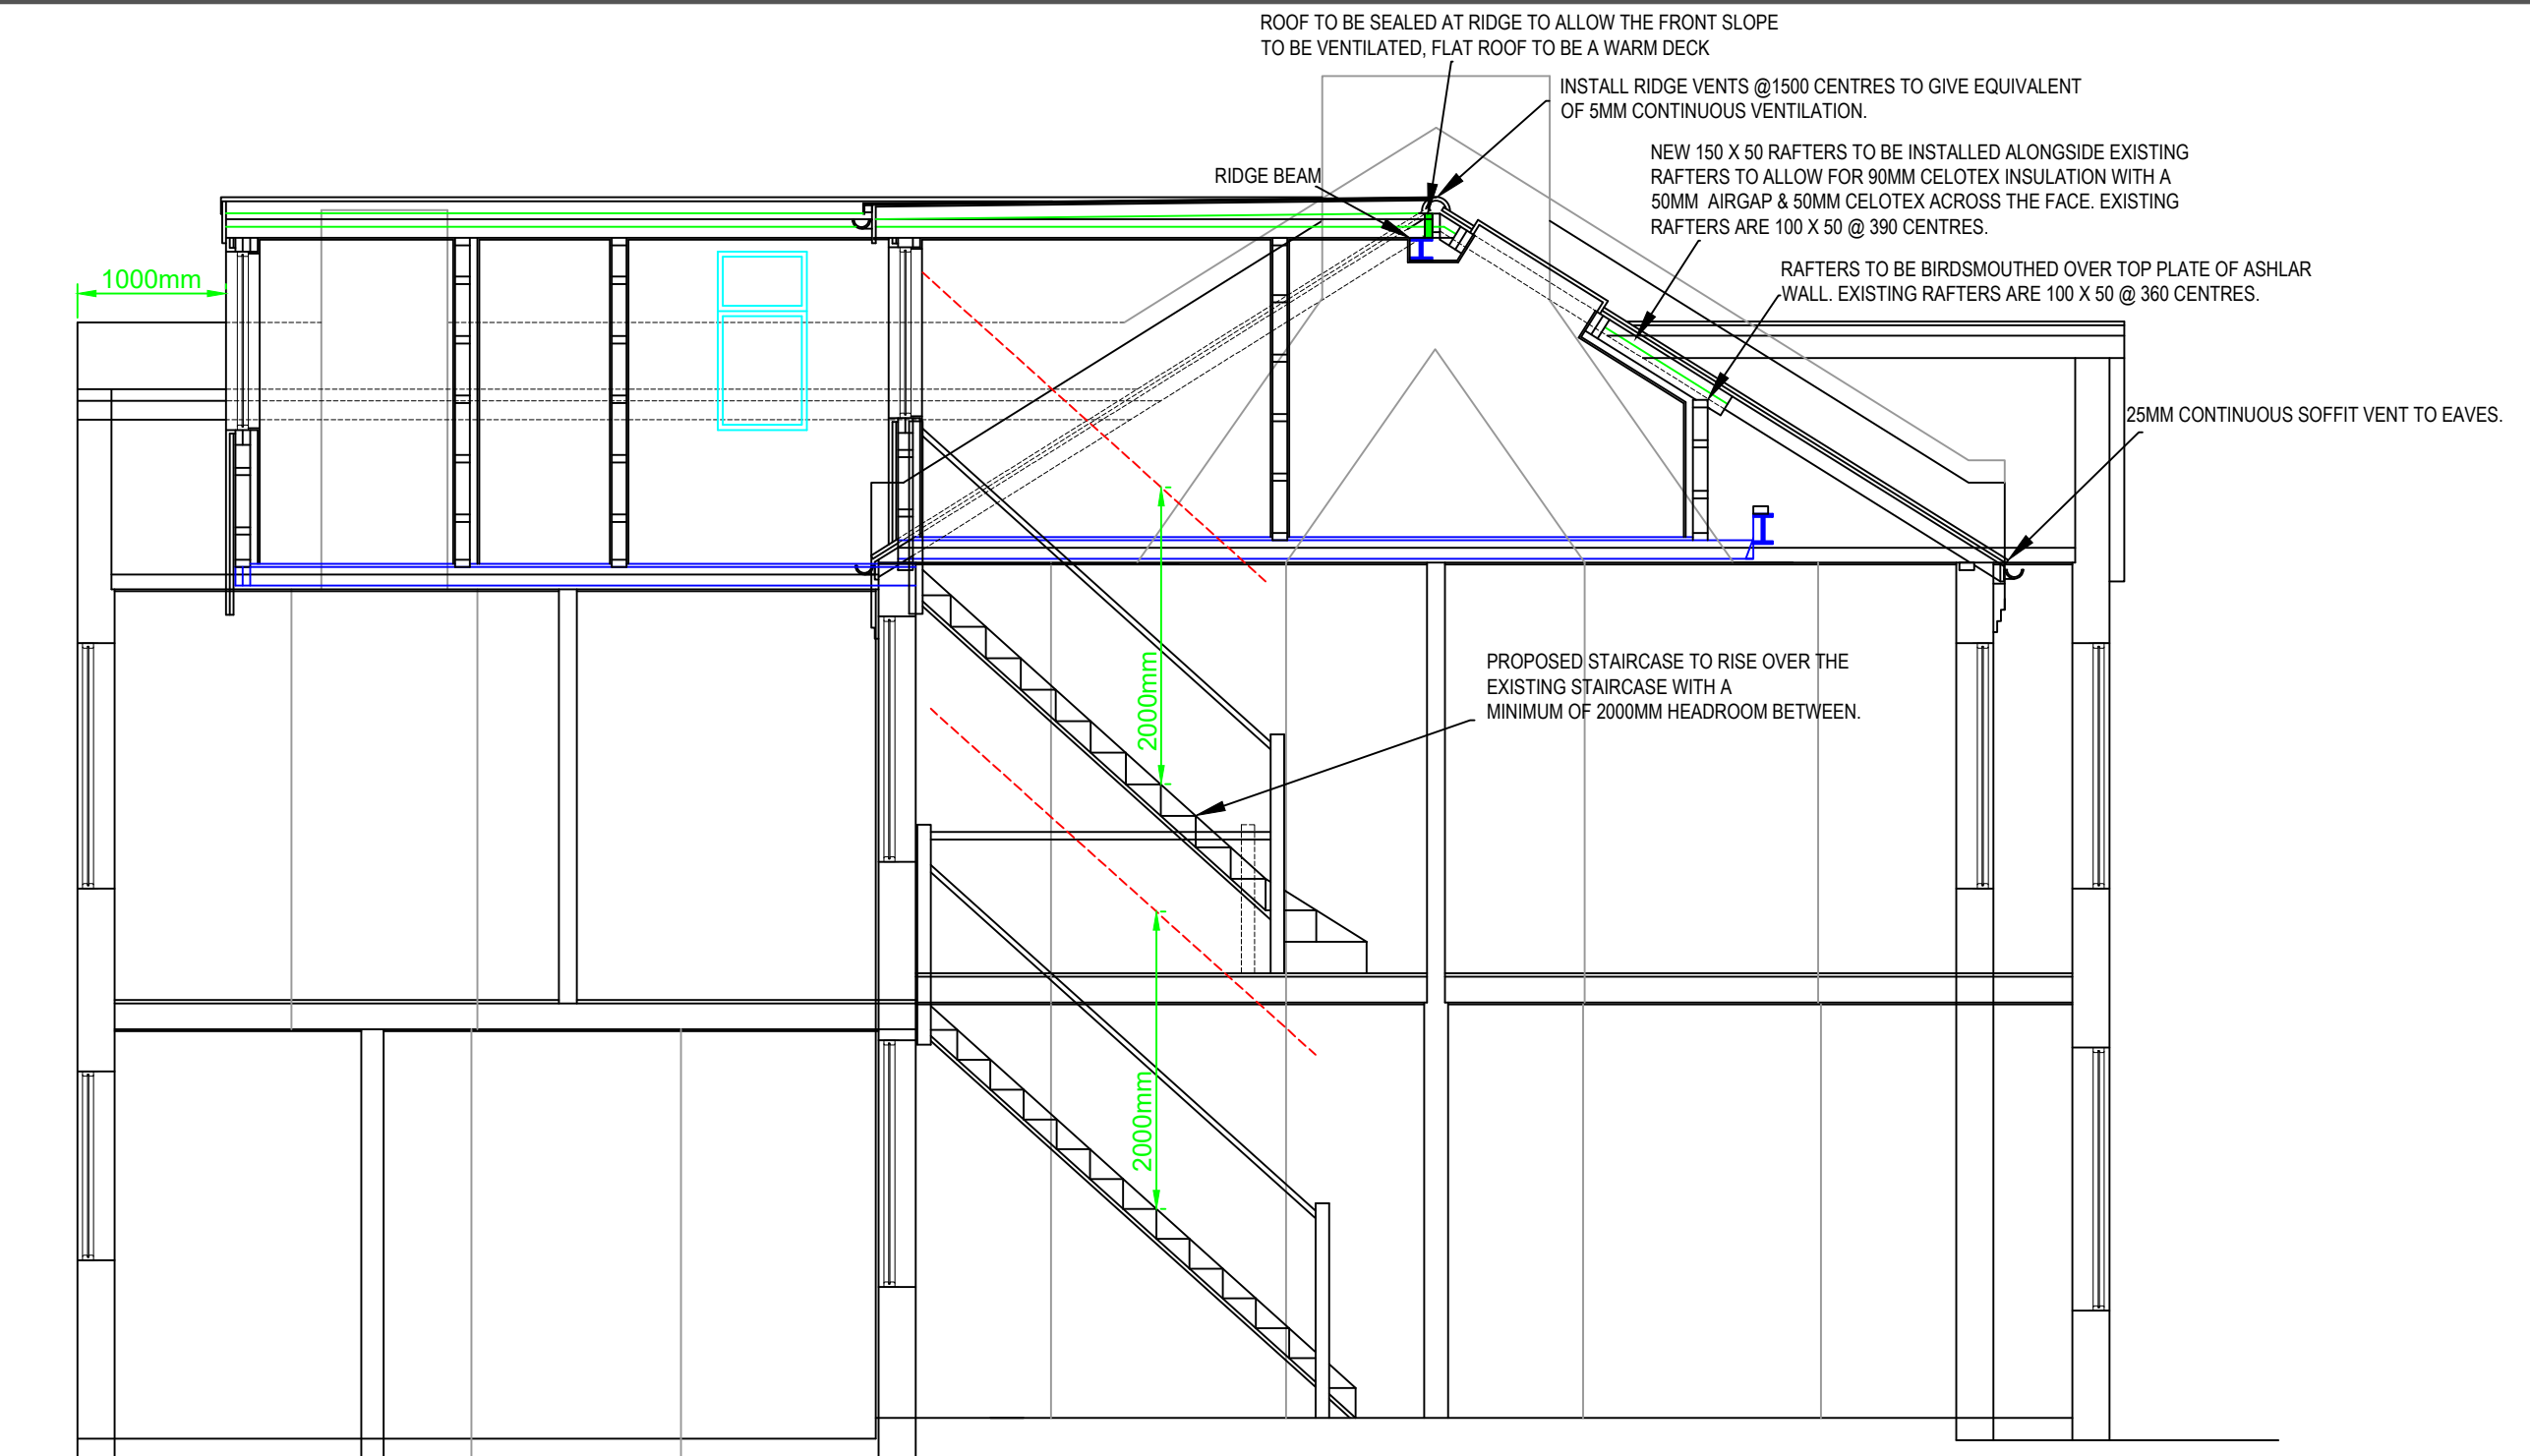 ROOF TO BE SEALED AT RIDGE TO ALLOW THE FRONT SLOPE
TO BE VENTILATED, FLAT ROOF TO BE A WARM DECK
INSTALL RIDGE VENTS @1500 CENTRES TO GIVE EQUIVALENT
OF 5MM CONTINUOUS VENTILATION.
NEW 150 X 50 RAFTERS TO BE INSTALLED ALONGSIDE EXISTING
RAFTERS TO ALLOW FOR 90MM CELOTEX INSULATION WITH A
50MM AIRGAP & 50MM CELOTEX ACROSS THE FACE. EXISTING
RAFTERS ARE 100 X 50 @ 390 CENTRES.
RIDGE BEAM
RAFTERS TO BE BIRDSMOUTHED OVER TOP PLATE OF ASHLAR
WALL. EXISTING RAFTERS ARE 100 X 50 @ 360 CENTRES.
1000mm
25MM CONTINUOUS SOFFIT VENT TO EAVES.
2000mm
PROPOSED STAIRCASE TO RISE OVER THE
EXISTING STAIRCASE WITH A
MINIMUM OF 2000MM HEADROOM BETWEEN.
2000mm